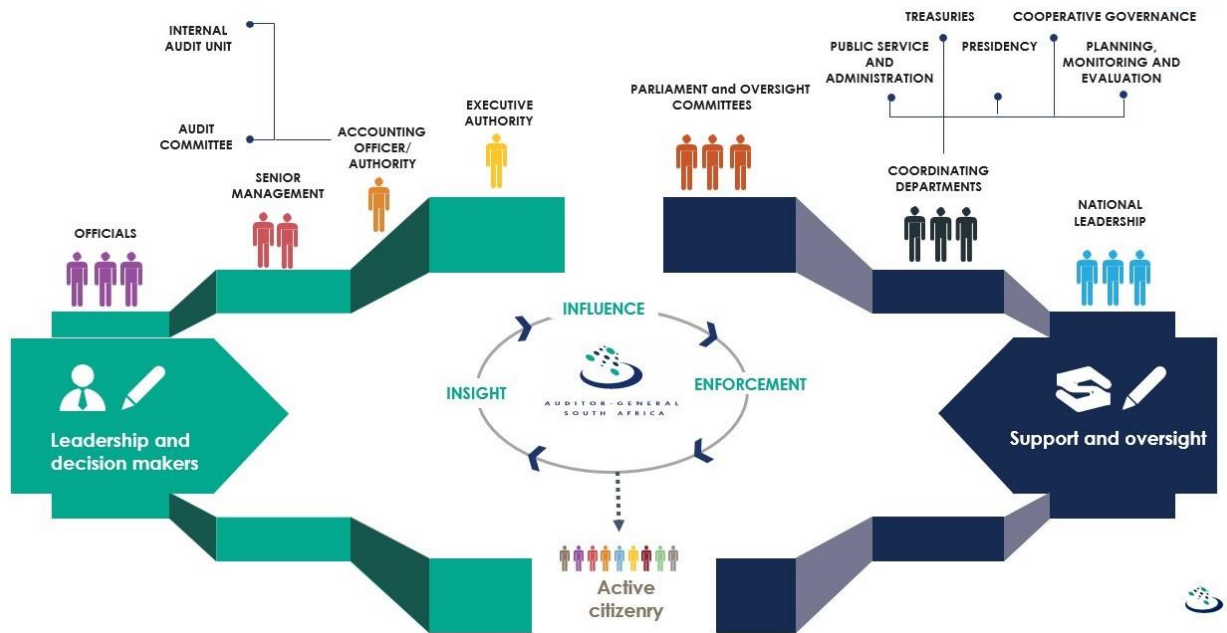 INTERNAL
AUDIT UNIT
AUDIT
COMMITTEE
ACCOUNTING
OFFICER/
AUTHORITY
EXECUTIVE
AUTHORITY
SENIOR
MANAGEMENT
OFFICIALS
PARLIAMENT and OVERSIGHT
COMMITTEES
TREASURIES
COOPERATIVE GOVERNANCE
PUBLIC SERVICE
AND
ADMINISTRATION
PRESIDENCY
PLANNING,
MONITORING AND
EVALUATION
COORDINATING
DEPARTMENTS
NATIONAL
LEADERSHIP
INFLUENCE
INSIGHT
ENFORCEMENT
AUDITOR-GENERAL
SOUTH AFRICA
Leadership and
decision makers
Support and oversight
Active
citizenry